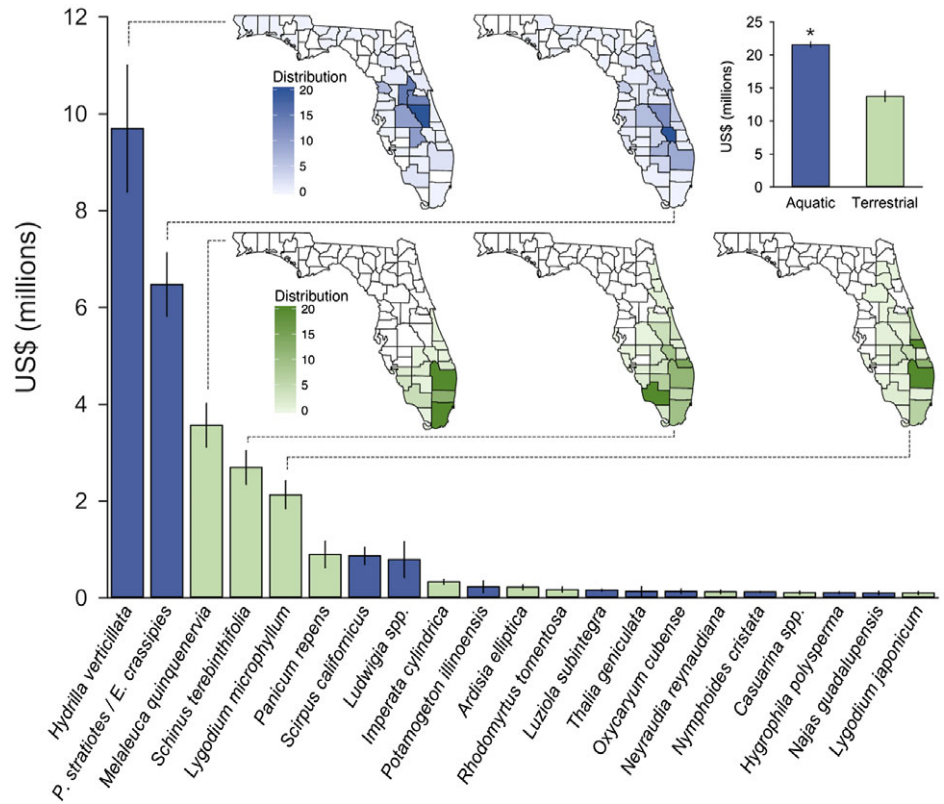 12
10
8
6
4
2
0
US$ (millions)
Distribution
20
15
10
5
0
25
20
15
10
5
0
US$ (millions)
*
Aquatic Terrestrial
Distribution
20
15
10
5
0
Hydrilla verticillata
P. stratiotes / E. crassipies
Melaleuca quinquenervia
Schinus terebinthifolia
Lygodium microphyllum
Panicum repens
Scirpus californicus
Ludwigia spp.
Imperata cylindrica
Potamogeton illinoensis
Ardisia elliptica
Rhodomyrtus tomentosa
Luziola subintegra
Thalia geniculata
Oxycaryum cubense
Neyraudia reynaudiana
Nymphoides cristata
Casuarina spp.
Hygrophila polysperma
Najas guadalupensis
Lygodium japonicum